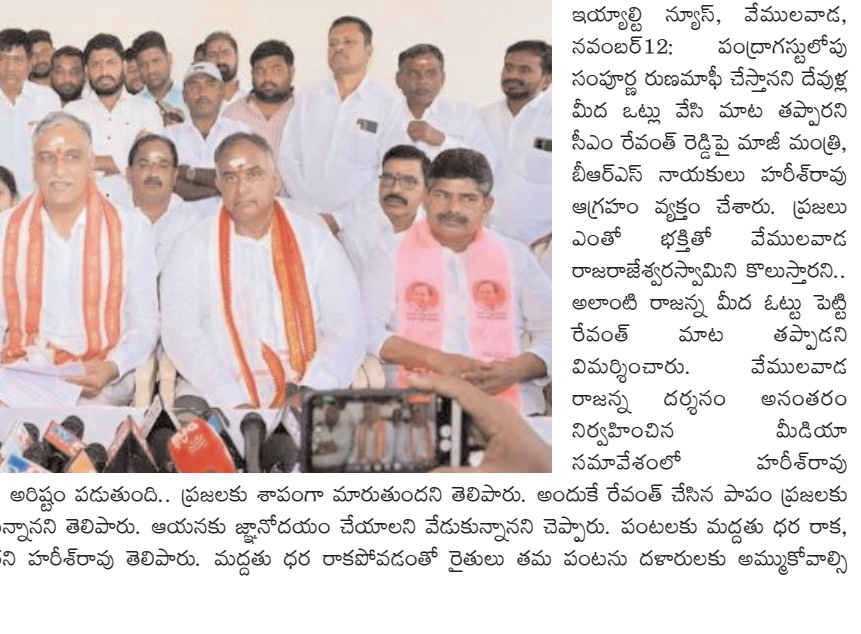 ఇయ్యాల్టి న్యూస్, వేములవాడ,
నవంబర్12: పంద్రాగస్టులోపు
సంపూర్ణ రుణమాఫీ చేస్తానని దేవుళ్ల
మీద ఒట్లు వేసి మాట తప్పారని
సీఎం రేవంత్ రెడ్డిపై మాజీ మంత్రి,
బీఆర్ఎస్ నాయకులు హరీశ్‌రావు
ఆగ్రహం వ్యక్తం చేశారు. ప్రజలు
ఎంతో భక్తితో వేములవాడ
రాజరాజేశ్వరస్వామిని కొలుస్తారని..
అలాంటి రాజన్న మీద ఓట్టు పెట్టి
రేవంత్ మాట తప్పాడని
విమర్శించారు. వేములవాడ
రాజన్న దర్శనం అనంతరం
నిర్వహించిన మీడియా
సమావేశంలో హరీశ్‌రావు
అరిష్టం పడుతుంది.. ప్రజలకు శాపంగా మారుతుందని తెలిపారు. అందుకే రేవంత్ చేసిన పాపం ప్రజలకు
న్నానని తెలిపారు. ఆయనకు జ్ఞానోదయం చేయాలని వేడుకున్నానని చెప్పారు. పంటలకు మద్దతు ధర రాక,
ని హరీశ్‌రావు తెలిపారు. మద్దతు ధర రాకపోవడంతో రైతులు తమ పంటను దళారులకు అమ్ముకోవాల్సి